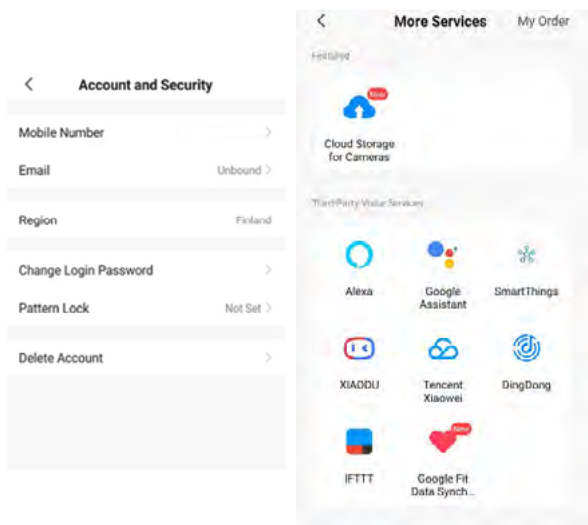 Account and Security
Mobile Number
Email Unbound
Region Finland
Change Login Password
Pattern Lock Not Set
Delete Account
More Services My Order
Featured
New
Cloud Storage
for Cameras
Third-Party Voice Services
Alexa
Google
Assistant
SmartThings
XIAODU
Tencent
Xiaowei
DingDong
IFTTT
New
Google Fit
Data Synch...